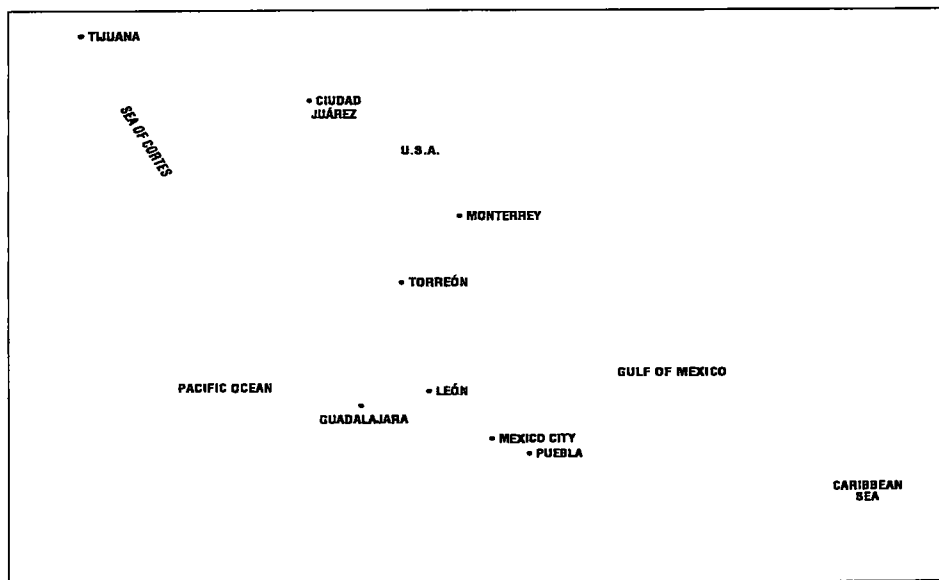 TIJUANA
CIUDAD
JUÁREZ
SEA OF CORTES
U.S.A.
MONTERREY
TORREÓN
GULF OF MEXICO
PACIFIC OCEAN
LEÓN
GUADALAJARA
MEXICO CITY
PUEBLA
CARIBBEAN
SEA